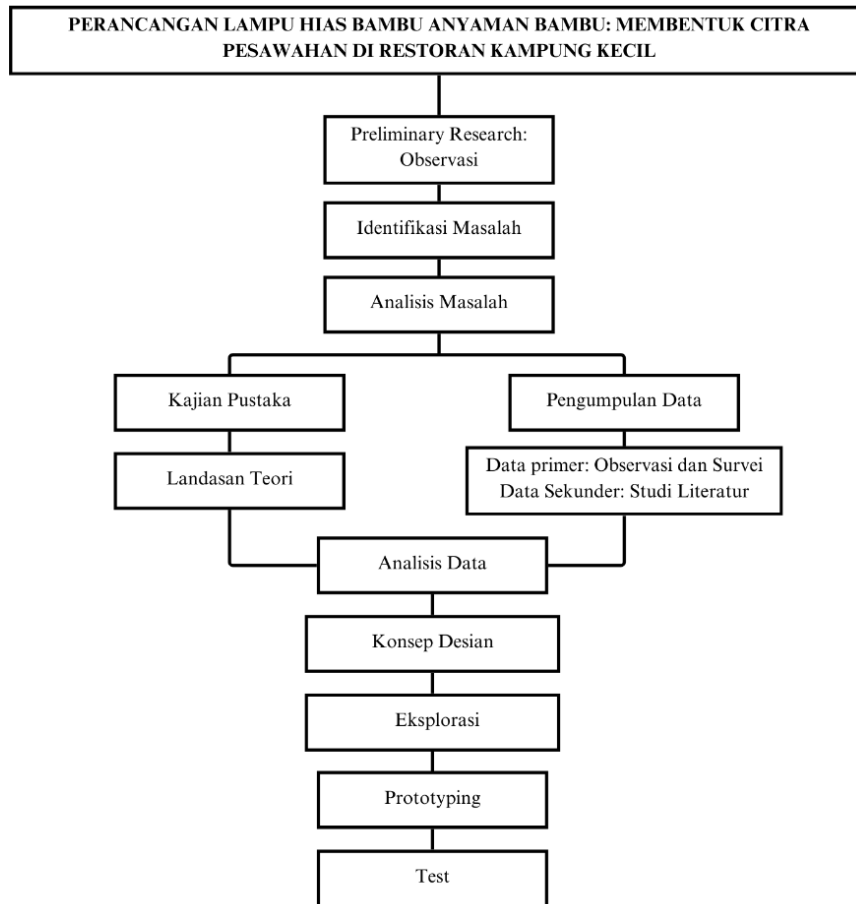 PERANCANGAN LAMPU HIAS BAMBU ANYAMAN BAMBU: MEMBENTUK CITRA
PESAWAHAN DI RESTORAN KAMPUNG KECIL
Preliminary Research:
Observasi
Identifikasi Masalah
Analisis Masalah
Kajian Pustaka
Pengumpulan Data
Landasan Teori
Data primer: Observasi dan Survei
Data Sekunder: Studi Literatur
Analisis Data
Konsep Desian
Eksplorasi
Prototyping
Test